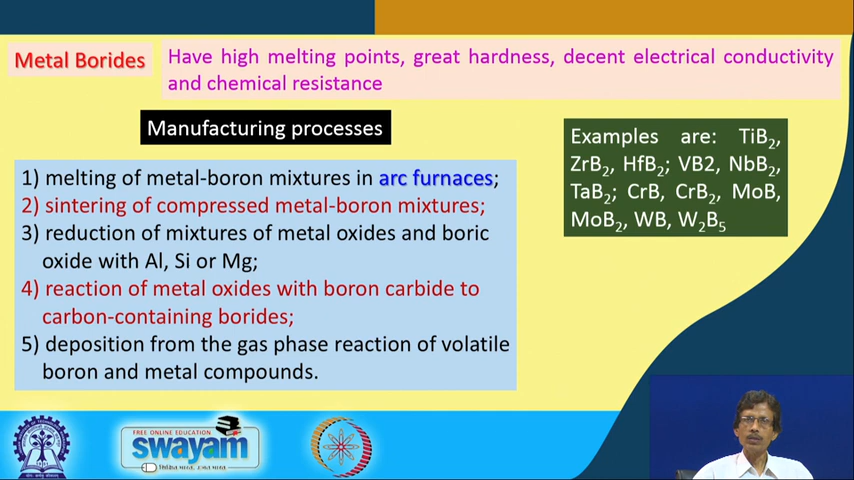 Metal Borides
Have high melting points, great hardness, decent electrical conductivity
and chemical resistance
Manufacturing processes
1) melting of metal-boron mixtures in arc furnaces;
2) sintering of compressed metal-boron mixtures;
3) reduction of mixtures of metal oxides and boric
oxide with Al, Si or Mg;
4) reaction of metal oxides with boron carbide to
carbon-containing borides;
5) deposition from the gas phase reaction of volatile
boron and metal compounds.
Examples are: TiB₂,
ZrB₂, HfB₂; VB2, NbB₂,
TaB₂; CrB, CrB₂, MoB,
MoB₂, WB, W₂B₅
FREE ONLINE EDUCATION
swayam